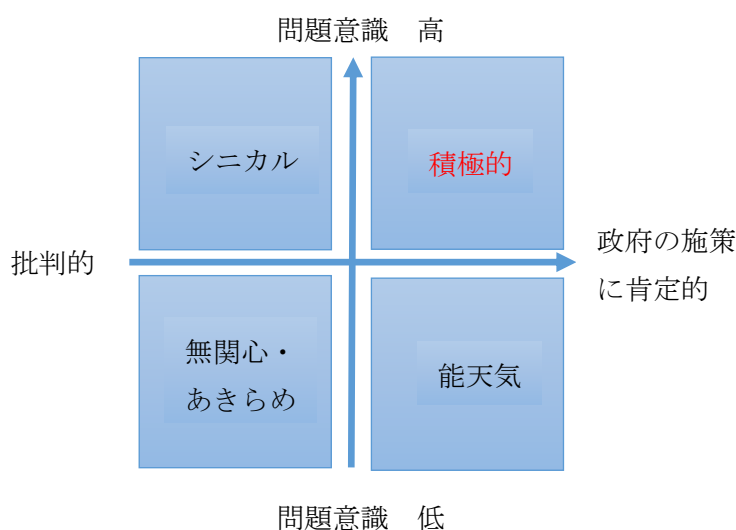 問題意識　高
シニカル
積極的
批判的
政府の施策
に肯定的
無関心・
あきらめ
能天気
問題意識　低